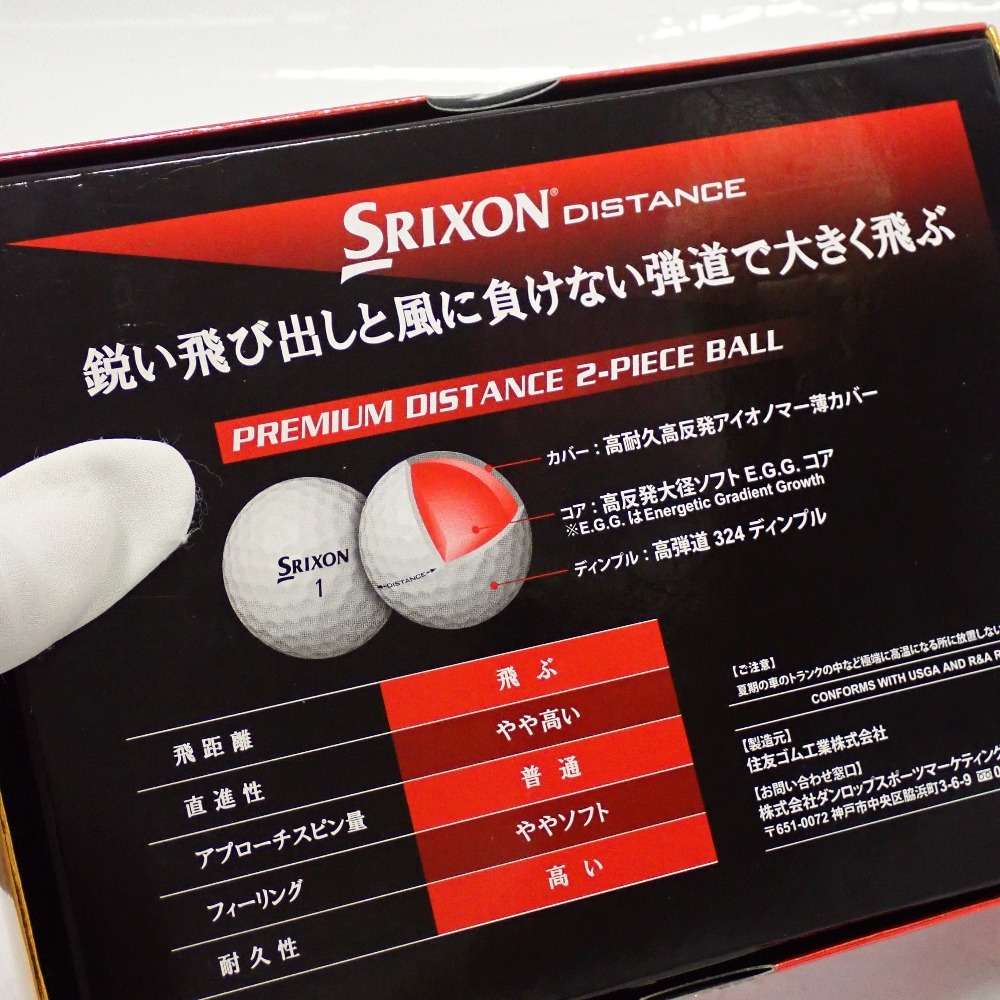 SRIXON® DISTANCE
鋭い飛び出しと風に負けない弾道で大きく飛ぶ
PREMIUM DISTANCE 2-PIECE BALL
カバー：高耐久高反発アイオノマー薄カバー
コア：高反発大径ソフトE.G.G.コア
※E.G.G.はEnergetic Gradient Growth
ディンプル：高弾道324ディンプル
SRIXON
1
DISTANCE
飛距離 飛ぶ
直進性 やや高い
アプローチスピン量 普通
フィーリング ややソフト
耐久性 高い
【ご注意】
夏期の車のトランクの中など極端に高温になる所に放置しない
CONFORMS WITH USGA AND R&A
【製造元】
住友ゴム工業株式会社
【お問い合わせ窓口】
株式会社ダンロップスポーツマーケティング
〒651-0072 神戸市中央区脇浜町3-6-9